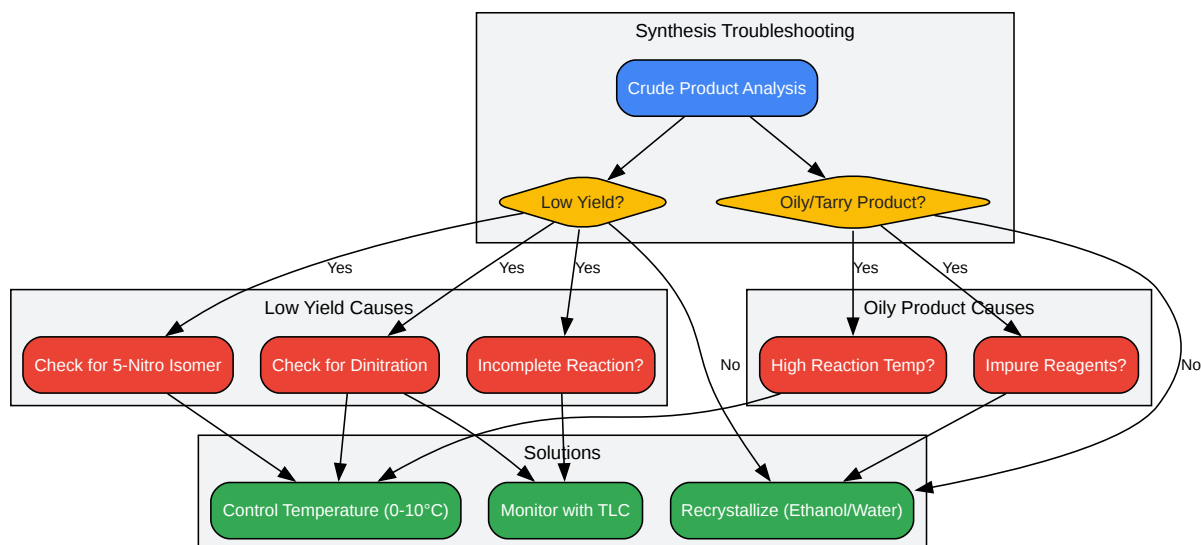 Synthesis Troubleshooting
Crude Product Analysis
Low Yield?
Oily/Tarry Product?
Yes
Yes
Yes
Yes
Yes
Low Yield Causes
Oily Product Causes
Check for 5-Nitro Isomer
Check for Dinitration
Incomplete Reaction?
No
High Reaction Temp?
Impure Reagents?
No
Solutions
Control Temperature (0-10°C)
Monitor with TLC
Recrystallize (Ethanol/Water)